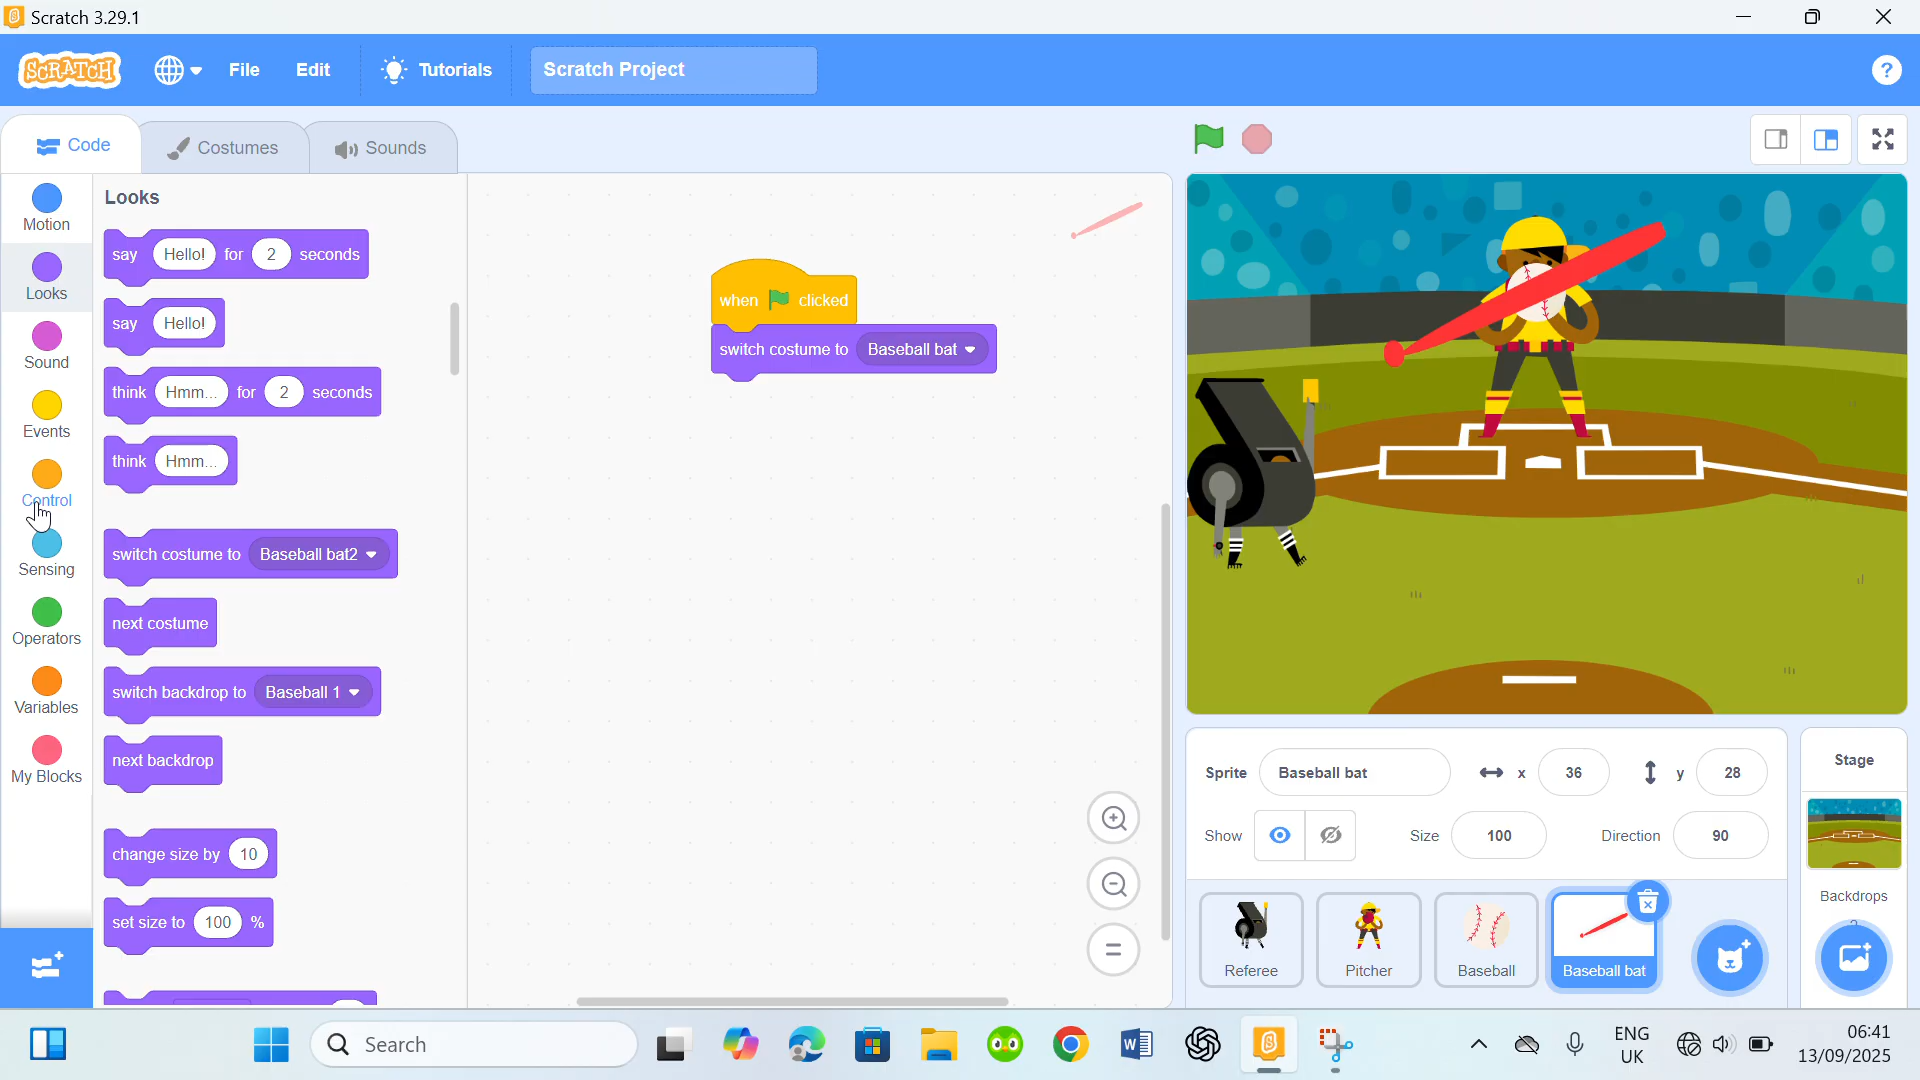 Scratch 3.29.1
SCRATCH
File
Edit
Tutorials
Scratch Project
?
Code
Costumes
Sounds
Motion
Looks
Sound
Events
Control
Sensing
Operators
Variables
My Blocks
Looks
say Hello! for 2 seconds
say Hello!
think Hmm... for 2 seconds
think Hmm...
switch costume to Baseball bat2
next costume
switch backdrop to Baseball 1
next backdrop
change size by 10
set size to 100 %
when clicked
switch costume to Baseball bat
Sprite Baseball bat x 36 y 28
Show Size 100 Direction 90
Referee
Pitcher
Baseball
Baseball bat
Stage
Backdrops
Search
ENG
UK
06:41
13/09/2025